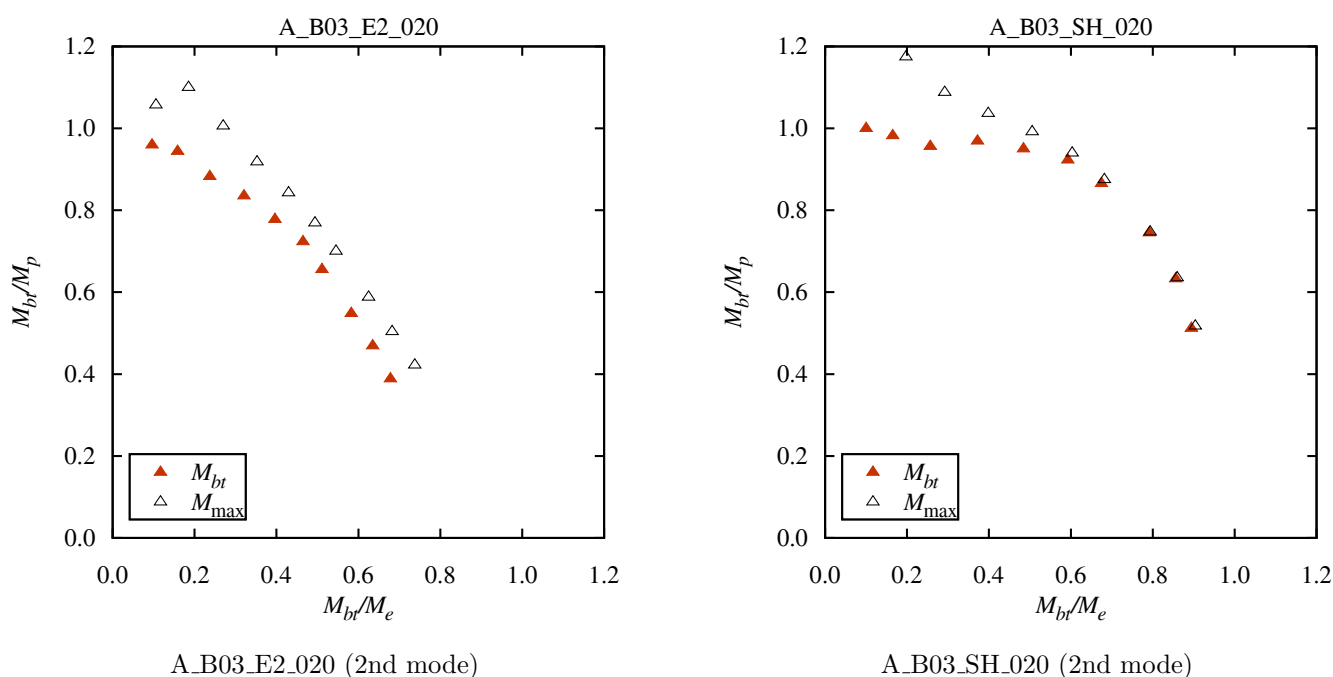 A_B03_E2_020
1.2
1.0
0.8
0.6
0.4
0.2
0.0
M_bt/M_p
M_bt
M_max
0.0 0.2 0.4 0.6 0.8 1.0 1.2
M_bt/M_e
A_B03_E2_020 (2nd mode)
A_B03_SH_020
1.2
1.0
0.8
0.6
0.4
0.2
0.0
M_bt/M_p
M_bt
M_max
0.0 0.2 0.4 0.6 0.8 1.0 1.2
M_bt/M_e
A_B03_SH_020 (2nd mode)